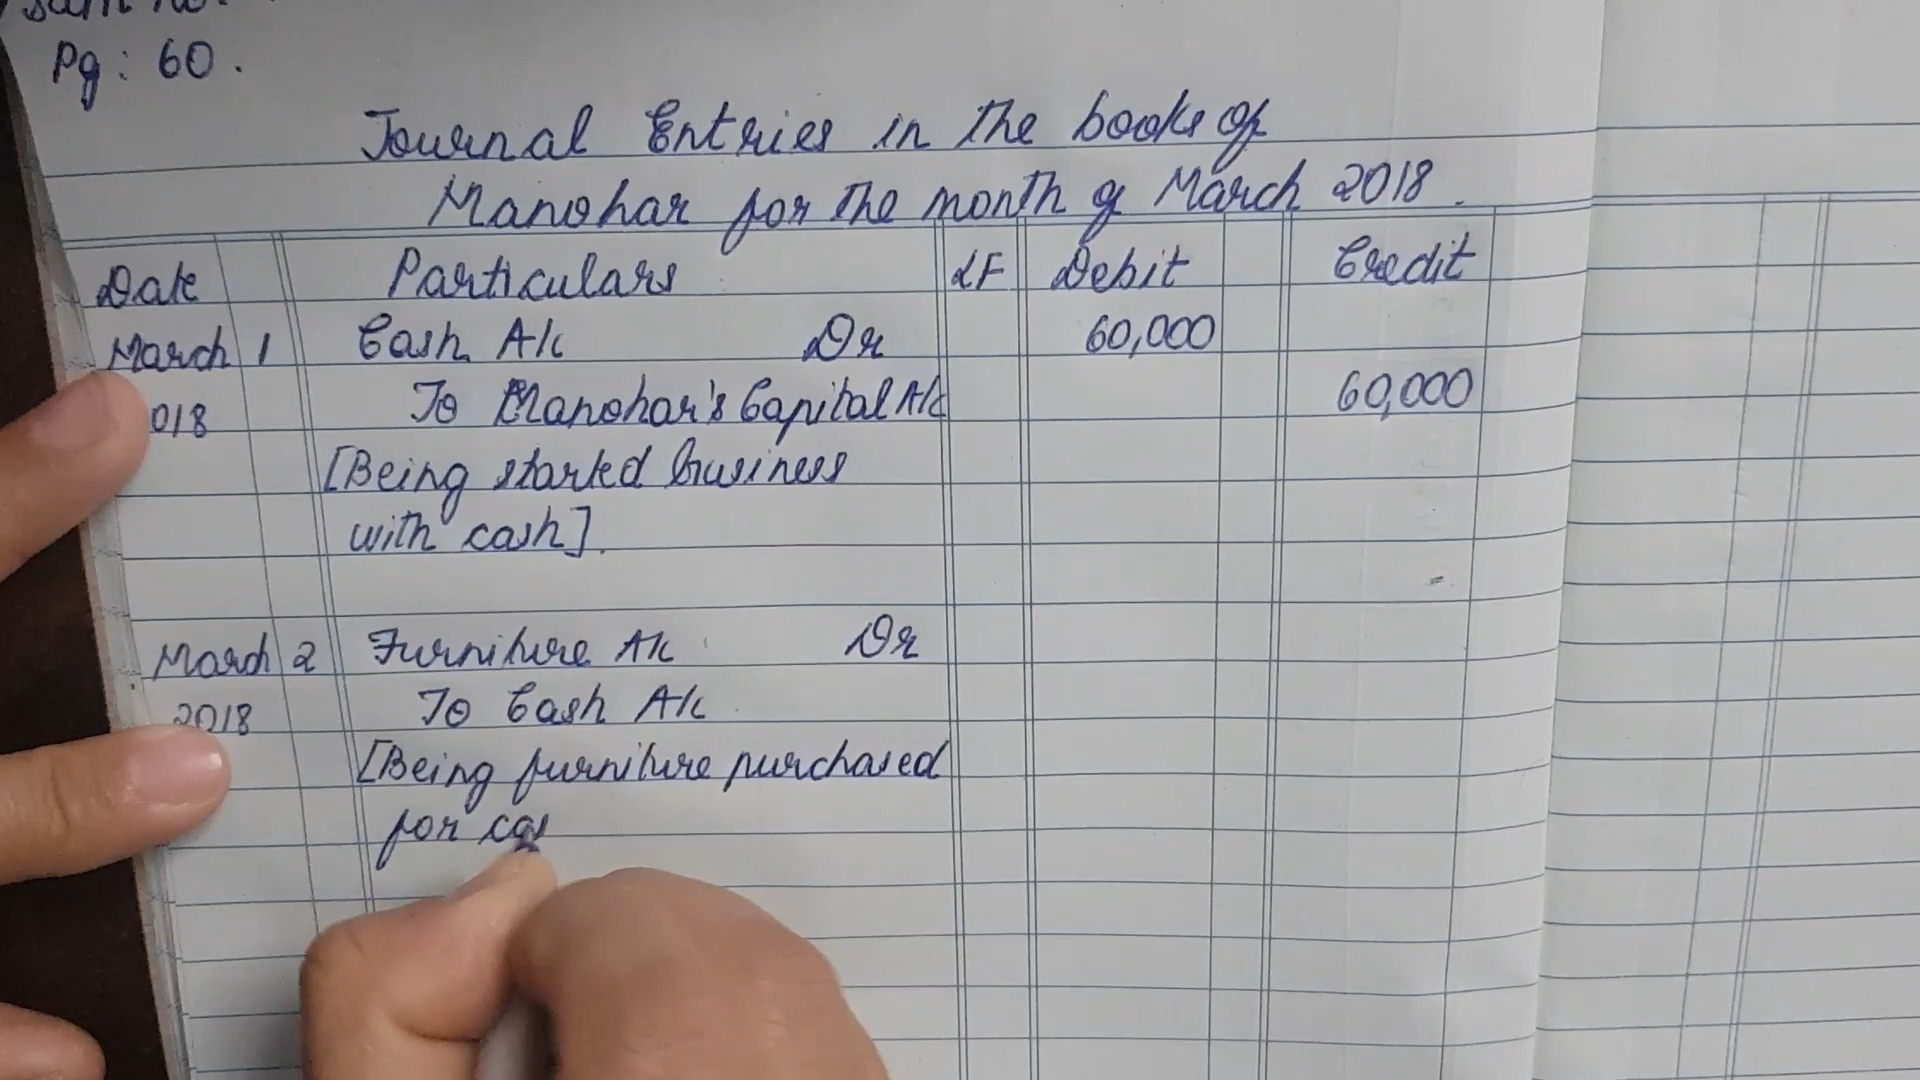 Pg: 60.
Journal Entries in the books of
Manohar for the month of March 2018.
Date Particulars LF Debit Credit
March 1 Cash A/c Dr 60,000
018 To Manohar's Capital A/c 60,000
[Being started business
with cash].
March 2 Furniture A/c Dr
2018 To Cash A/c
[Being furniture purchased
for cas